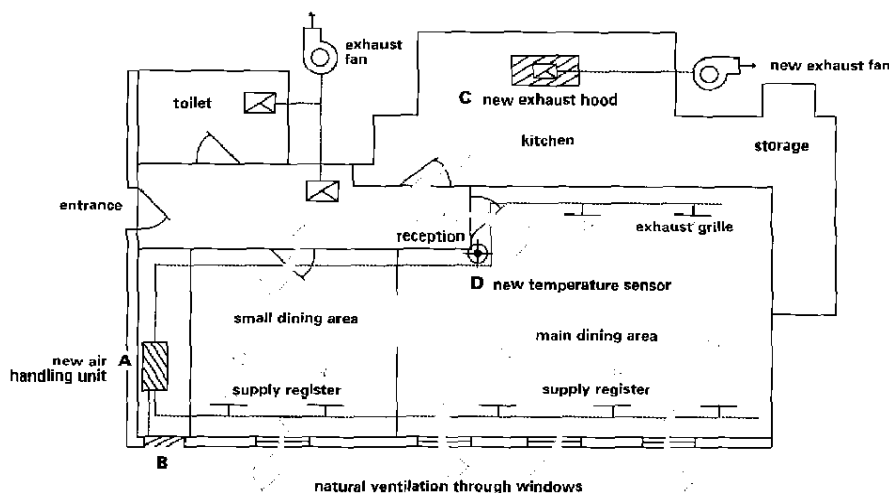 exhaust
fan
new exhaust fan
toilet
C new exhaust hood
kitchen
storage
entrance
reception
exhaust grille
D new temperature sensor
small dining area
main dining area
A
new air
handling unit
supply register
supply register
B
natural ventilation through windows